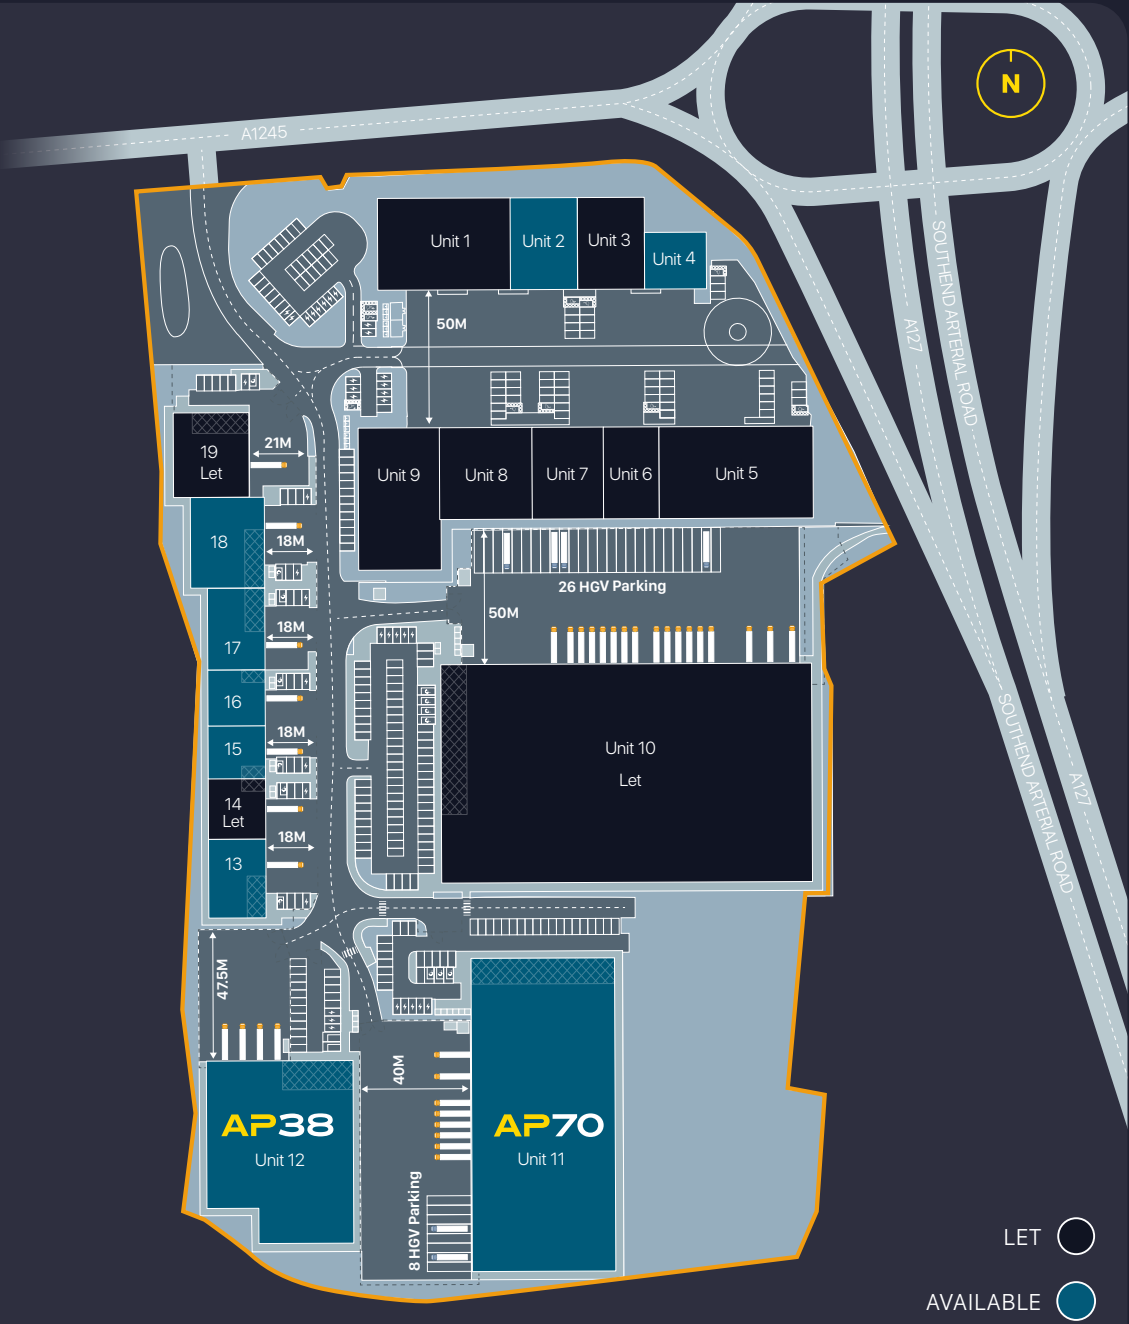 A1245
N
SOUTHEND ARTERIAL ROAD
A127
Unit 1
Unit 2
Unit 3
Unit 4
50M
19
Let
21M
Unit 9
Unit 8
Unit 7
Unit 6
Unit 5
18
18M
26 HGV Parking
50M
17
18M
16
15
18M
14
Let
13
18M
Unit 10
Let
SOUTHEND ARTERIAL ROAD
A127
47.5M
40M
AP38
Unit 12
AP70
Unit 11
8 HGV Parking
LET
AVAILABLE